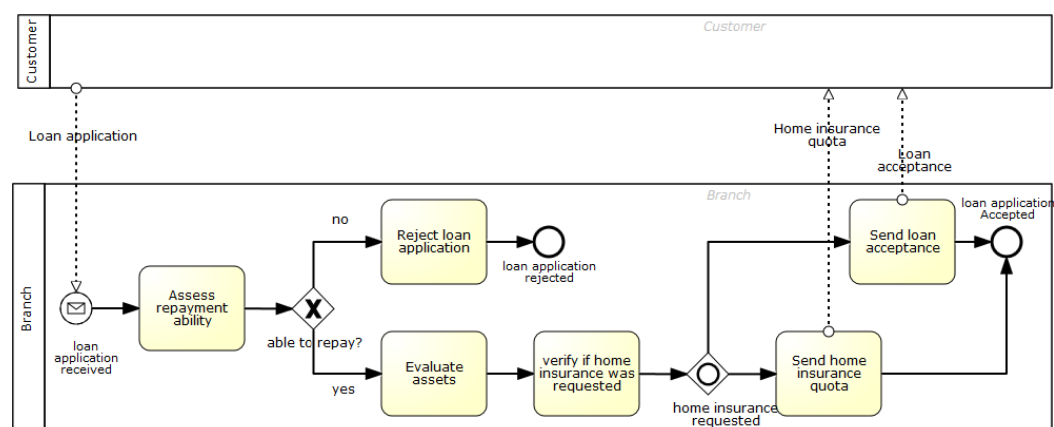 Customer
Customer
Loan application
Home insurance
quota
Loan
acceptance
Branch
Branch
no
Reject loan
application
loan application
rejected
Send loan
acceptance
loan application
Accepted
loan
application
received
Assess
repayment
ability
able to repay?
yes
Evaluate
assets
verify if home
insurance was
requested
home insurance
requested
Send home
insurance
quota